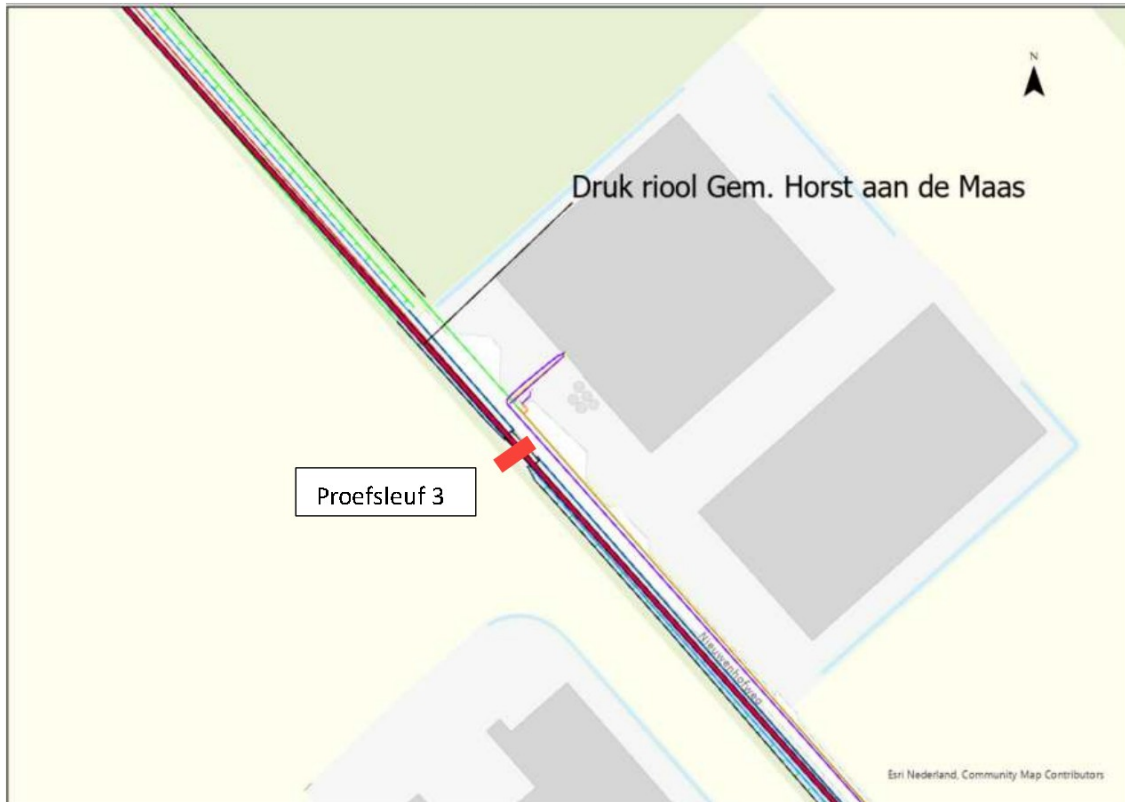 N
Druk riool Gem. Horst aan de Maas
Proefsleuf 3
Nieuwenhofweg
Esri Nederland, Community Map Contributors